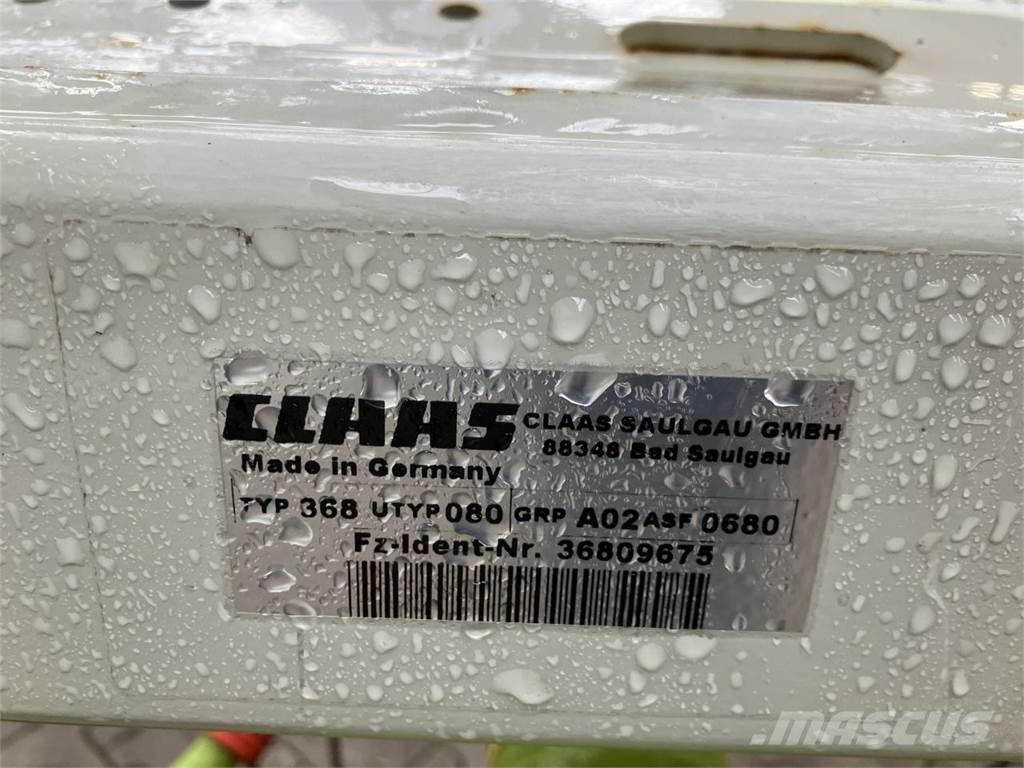 CLAAS CLAAS SAULGAU GMBH
88348 Bad Saulgau
Made in Germany
TYP 368 UTYP 080 GRP A02 ASF 0680
Fz-Ident-Nr. 36809675
MASCUS